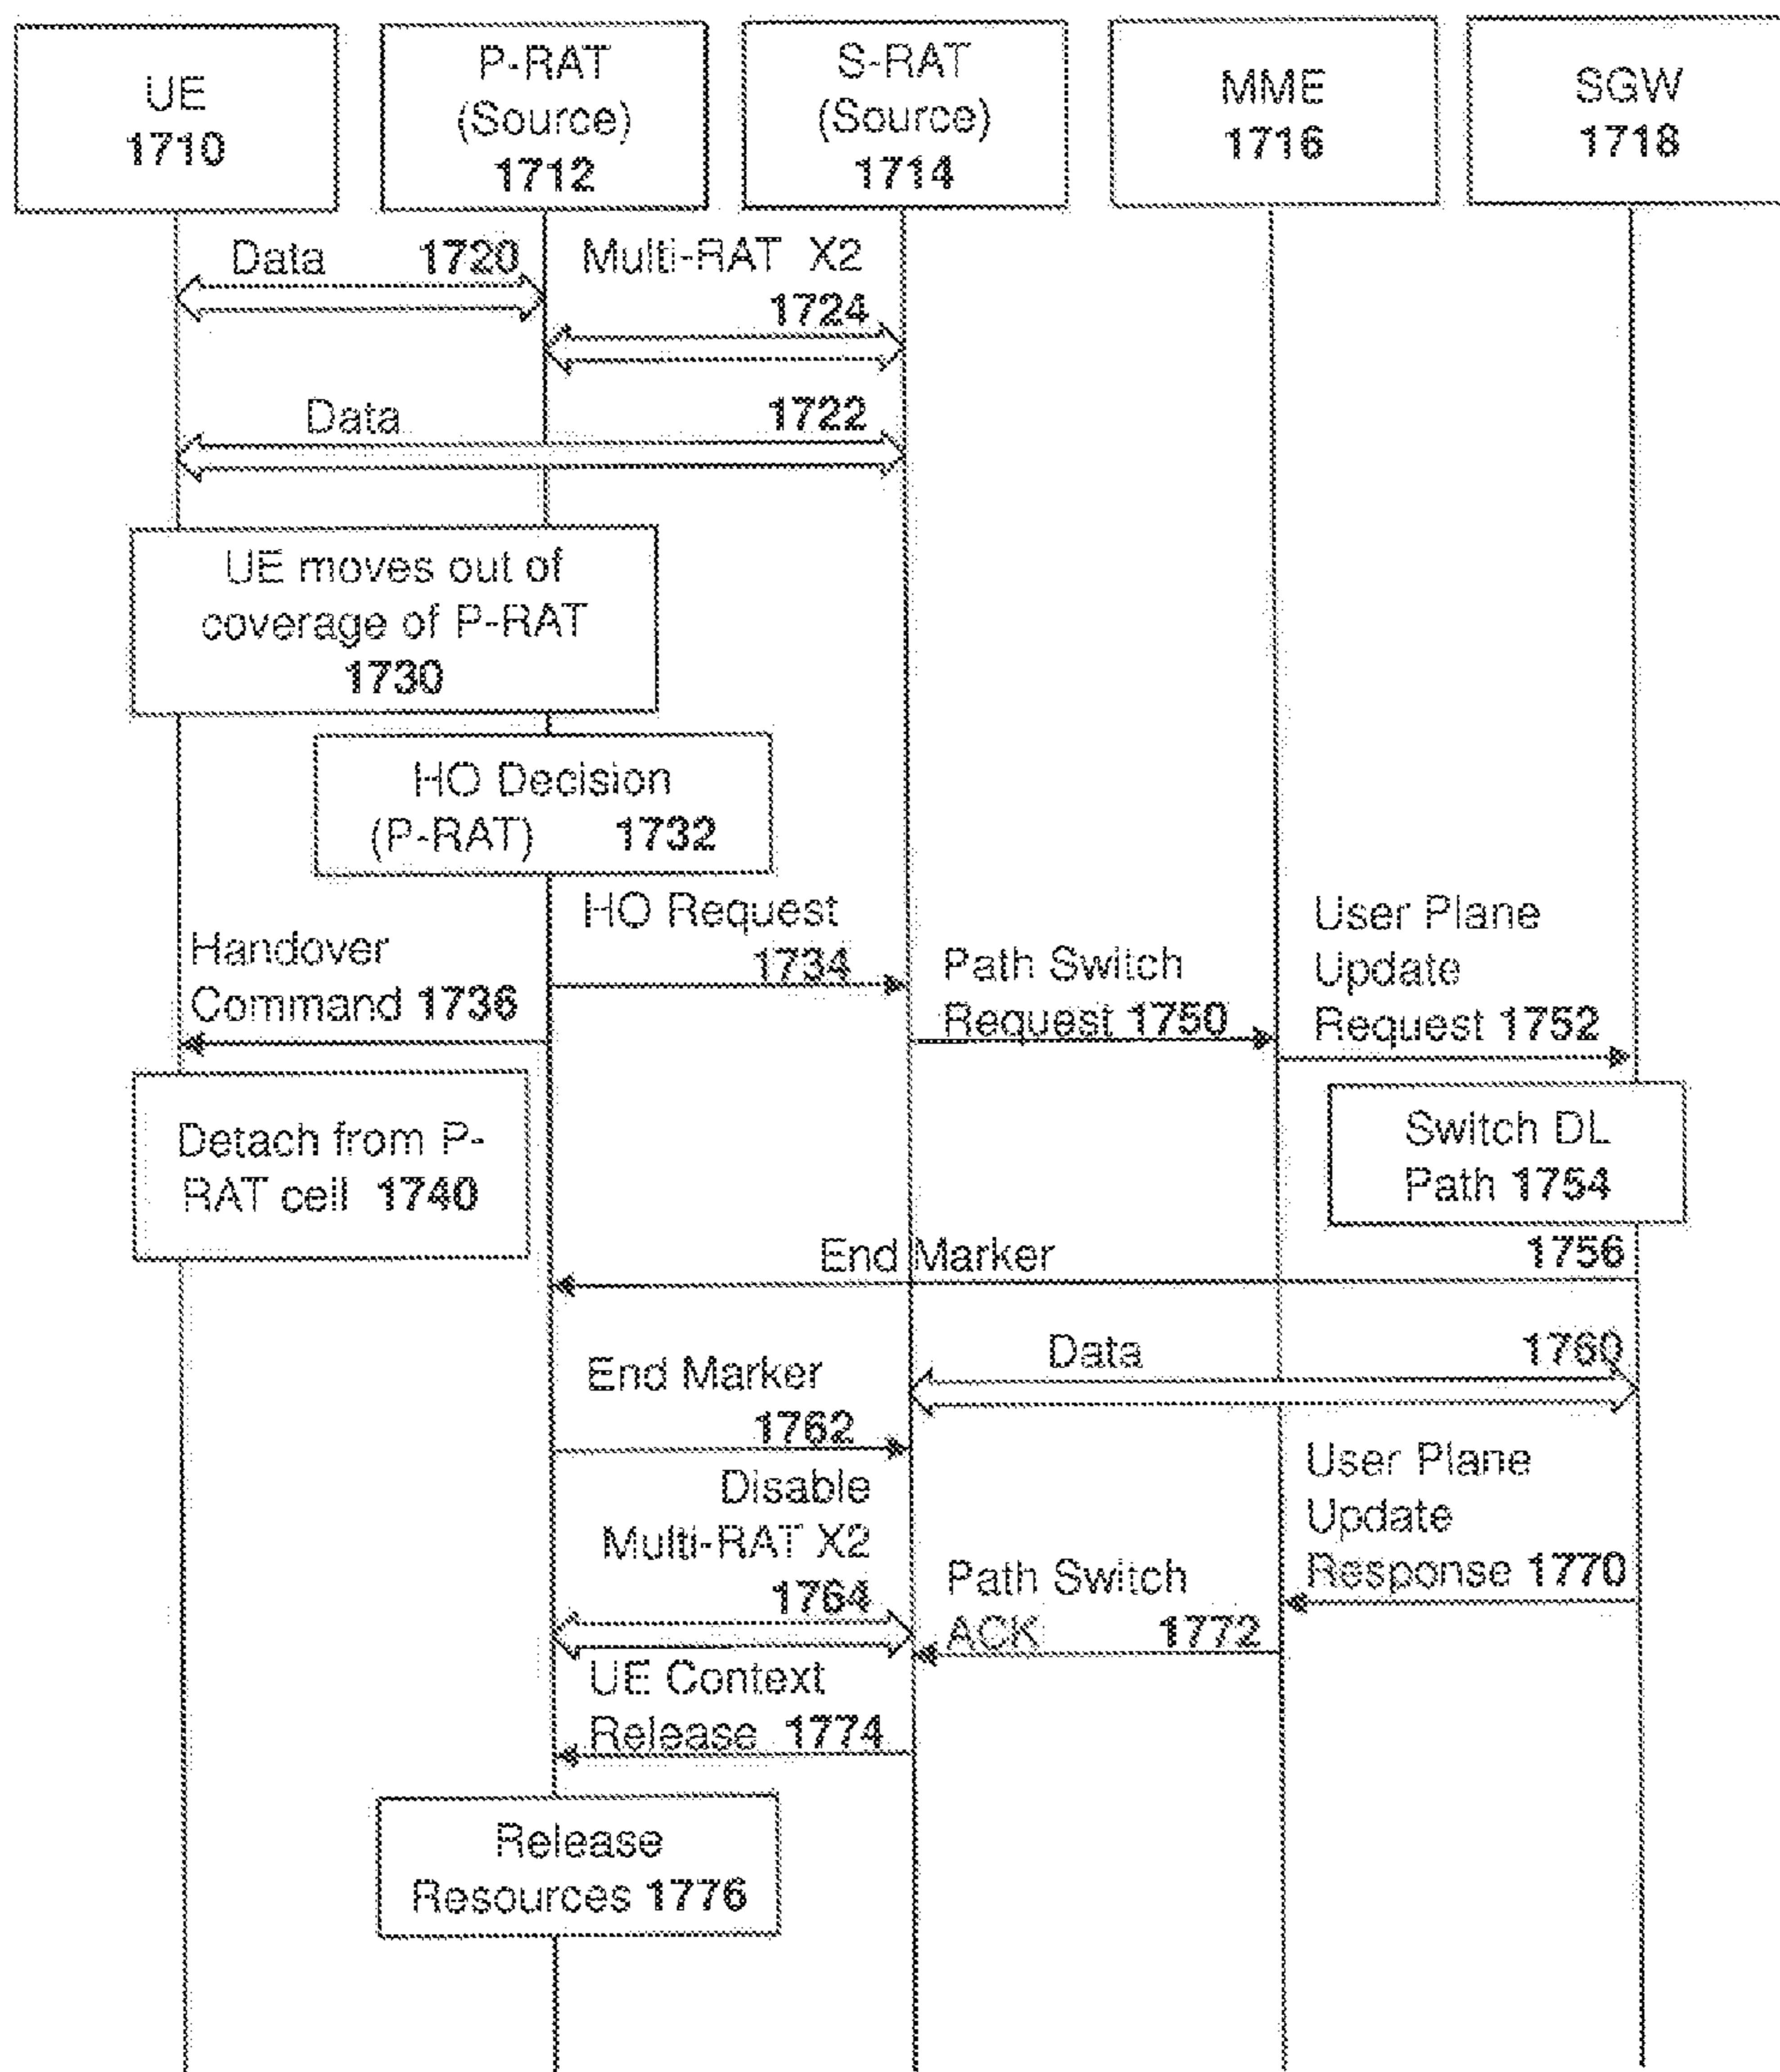 UE
1710
P-RAT
(Source)
1712
S-RAT
(Source)
1714
MME
1716
SGW
1718
Data 1720
Multi-RAT X2
1724
Data 1722
UE moves out of
coverage of P-RAT
1730
HO Decision
(P-RAT) 1732
HO Request
1734
Handover
Command 1736
Path Switch
Request 1750
User Plane
Update
Request 1752
Detach from P-
RAT cell 1740
Switch DL
Path 1754
End Marker 1756
Data 1760
End Marker
1762
Disable
Multi-RAT X2
1764
User Plane
Update
Response 1770
Path Switch
ACK 1772
UE Context
Release 1774
Release
Resources 1776